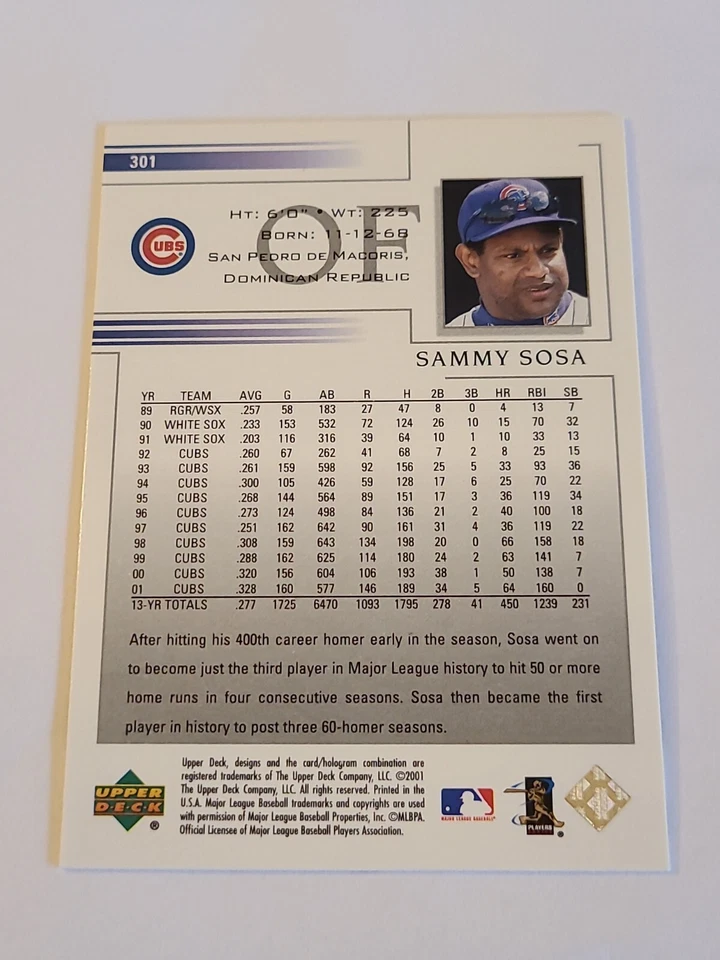 301
OF
HT: 6'0" • WT: 225
BORN: 11-12-68
SAN PEDRO DE MACORIS,
DOMINICAN REPUBLIC
CUBS
SAMMY SOSA
YR TEAM AVG G AB R H 2B 3B HR RBI SB
89 RGR/WSX .257 58 183 27 47 8 0 4 13 7
90 WHITE SOX .233 153 532 72 124 26 10 15 70 32
91 WHITE SOX .203 116 316 39 64 10 1 10 33 13
92 CUBS .260 67 262 41 68 7 2 8 25 15
93 CUBS .261 159 598 92 156 25 5 33 93 36
94 CUBS .300 105 426 59 128 17 6 25 70 22
95 CUBS .268 144 564 89 151 17 3 36 119 34
96 CUBS .273 124 498 84 136 21 2 40 100 18
97 CUBS .251 162 642 90 161 31 4 36 119 22
98 CUBS .308 159 643 134 198 20 0 66 158 18
99 CUBS .288 162 625 114 180 24 2 63 141 7
00 CUBS .320 156 604 106 193 38 1 50 138 7
01 CUBS .328 160 577 146 189 34 5 64 160 0
13-YR TOTALS .277 1725 6470 1093 1795 278 41 450 1239 231
After hitting his 400th career homer early in the season, Sosa went on
to become just the third player in Major League history to hit 50 or more
home runs in four consecutive seasons. Sosa then became the first
player in history to post three 60-homer seasons.
UPPER
DECK
®
Upper Deck, designs and the card/hologram combination are
registered trademarks of The Upper Deck Company, LLC. ©2001
The Upper Deck Company, LLC. All rights reserved. Printed in the
U.S.A. Major League Baseball trademarks and copyrights are used
with permission of Major League Baseball Properties, Inc. ©MLBPA.
Official Licensee of Major League Baseball Players Association.
MAJOR LEAGUE BASEBALL
PLAYERS
®